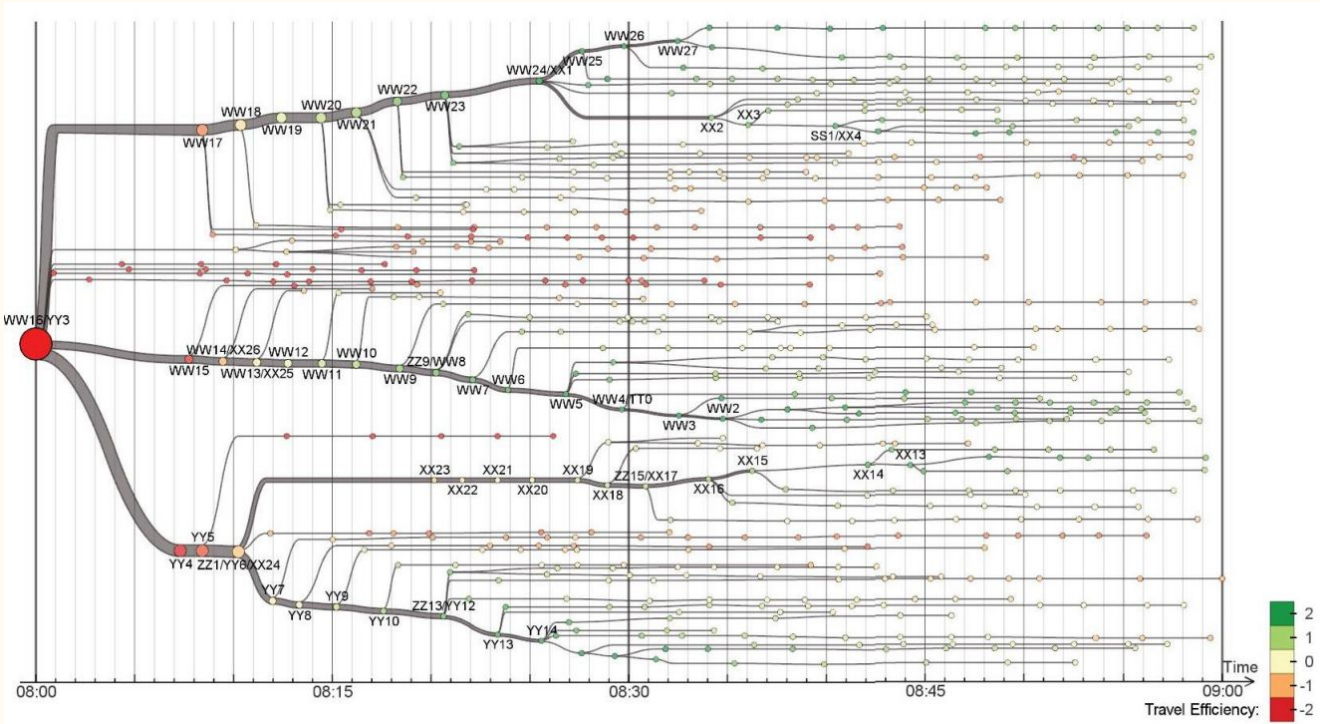 WW26
WW27
WW25
WW24/XX1
WW22
WW23
WW18
WW20
WW19
WW21
WW17
XX3
XX2
SS1/XX4
WW16/YY3
WW14/XX26
WW12
WW10
ZZ9/WW8
WW15
WW13/XX25
WW11
WW9
WW7
WW6
WW5
WW4/TT0
WW3
WW2
XX23
XX21
XX19
ZZ15/XX17
XX15
XX13
XX22
XX20
XX18
XX16
XX14
YY5
YY4
ZZ1/YY6/XX24
YY7
YY8
YY9
YY10
ZZ13/YY12
YY13
YY14
Time
08:00
08:15
08:30
08:45
09:00
Travel Efficiency:
2
1
0
-1
-2